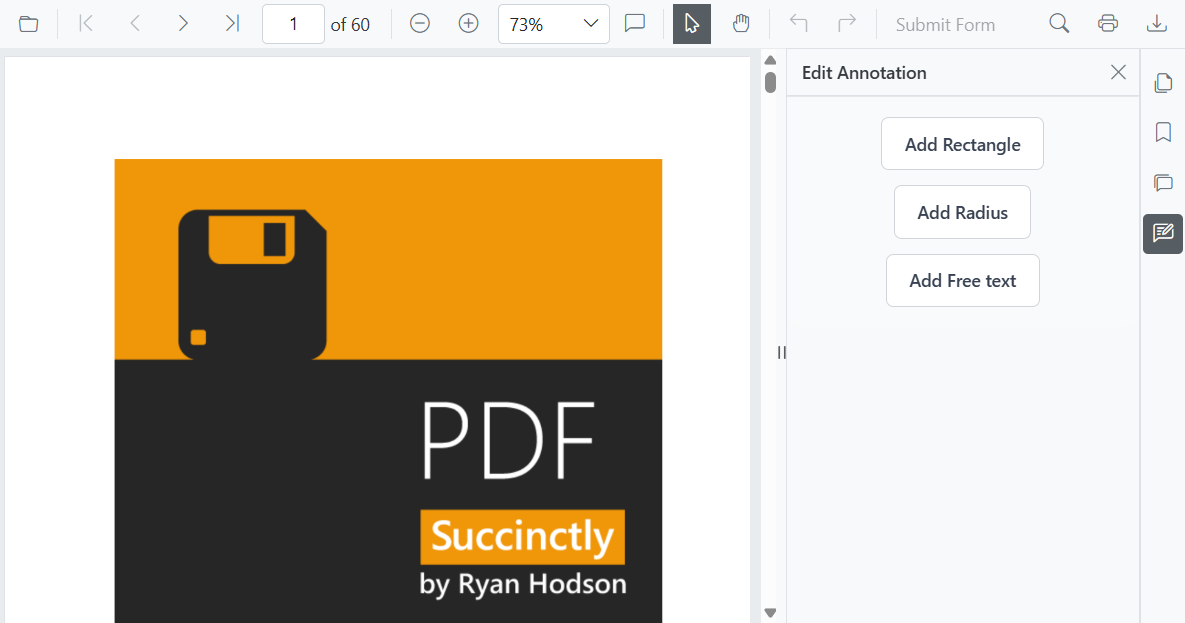 1 of 60 73% Submit Form
Edit Annotation
Add Rectangle
Add Radius
Add Free text
PDF
Succinctly
by Ryan Hodson